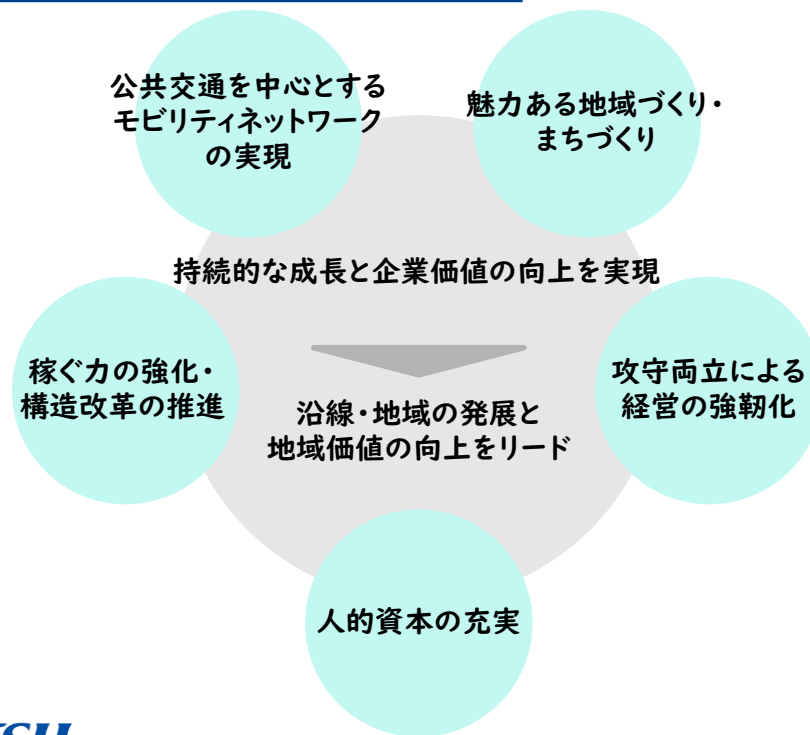 公共交通を中心とする
モビリティネットワーク
の実現
魅力ある地域づくり・
まちづくり
持続的な成長と企業価値の向上を実現
稼ぐ力の強化・
構造改革の推進
攻守両立による
経営の強靭化
沿線・地域の発展と
地域価値の向上をリード
人的資本の充実